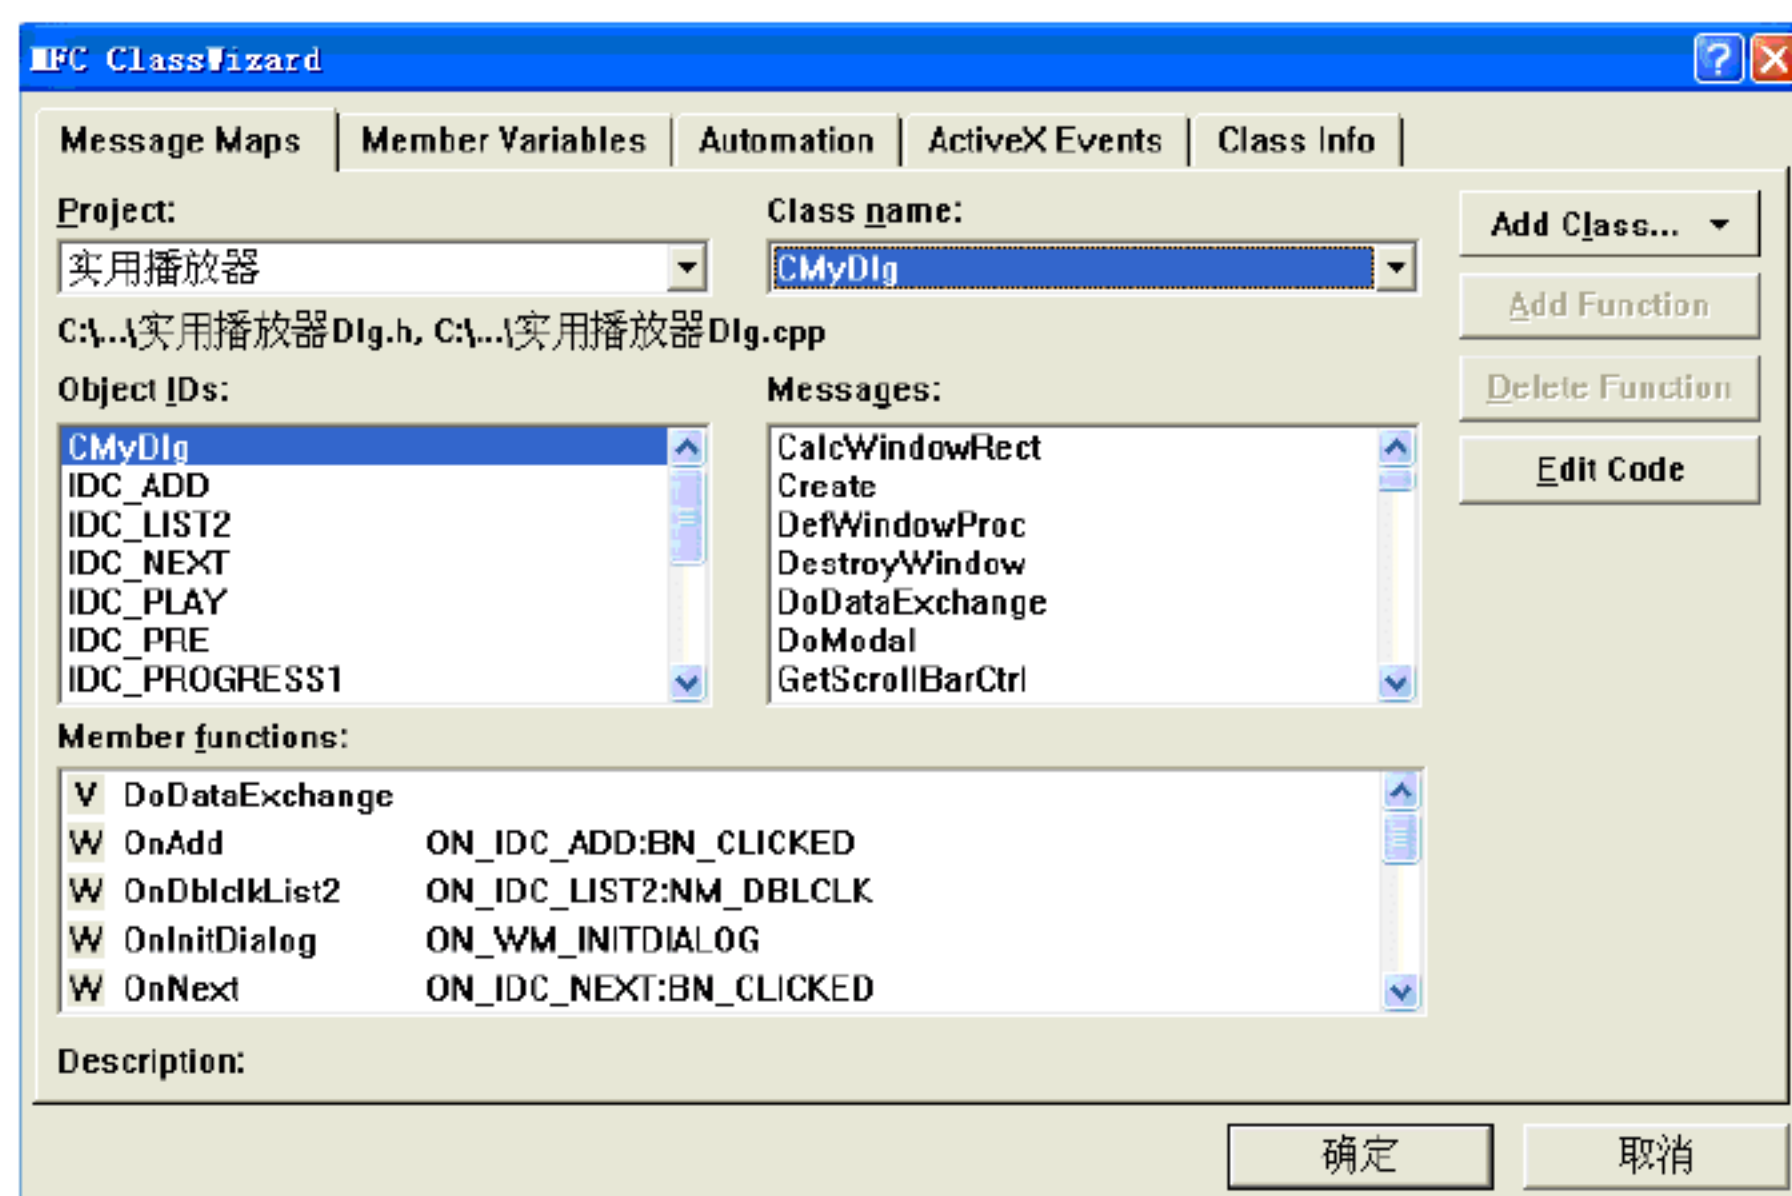 MFC ClassWizard
Message Maps Member Variables Automation ActiveX Events Class Info
Project: Class name:
实用播放器 CMyDlg
Add Class...
Add Function
C:\...\实用播放器Dlg.h, C:\...\实用播放器Dlg.cpp
Object IDs: Messages:
Delete Function
CMyDlg CalcWindowRect
Edit Code
IDC_ADD Create
IDC_LIST2 DefWindowProc
IDC_NEXT DestroyWindow
IDC_PLAY DoDataExchange
IDC_PRE DoModal
IDC_PROGRESS1 GetScrollBarCtrl
Member functions:
V DoDataExchange
W OnAdd ON_IDC_ADD:BN_CLICKED
W OnDblclkList2 ON_IDC_LIST2:NM_DBLCLK
W OnInitDialog ON_WM_INITDIALOG
W OnNext ON_IDC_NEXT:BN_CLICKED
Description:
确定 取消